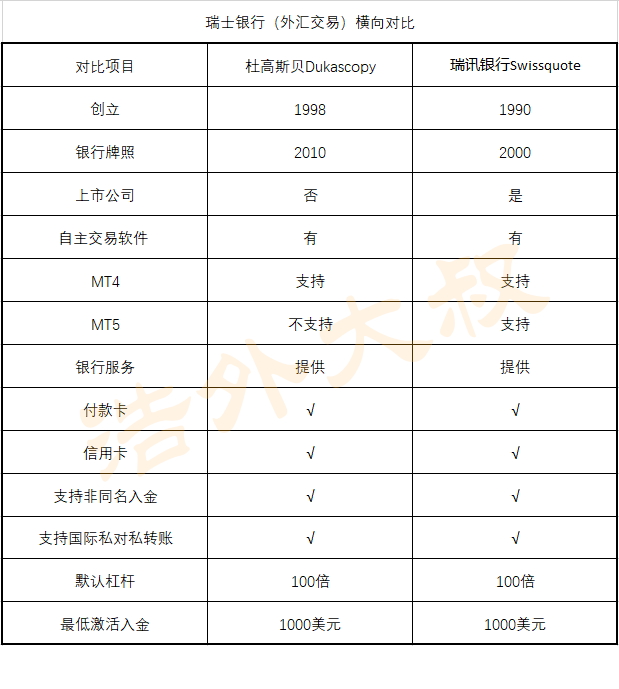 瑞士银行（外汇交易）横向对比
对比项目 杜高斯贝Dukascopy 瑞讯银行Swissquote
创立 1998 1990
银行牌照 2010 2000
上市公司 否 是
自主交易软件 有 有
MT4 支持 支持
MT5 不支持 支持
银行服务 提供 提供
付款卡 √ √
信用卡 √ √
支持非同名入金 √ √
支持国际私对私转账 √ √
默认杠杆 100倍 100倍
最低激活入金 1000美元 1000美元
浩外大叔